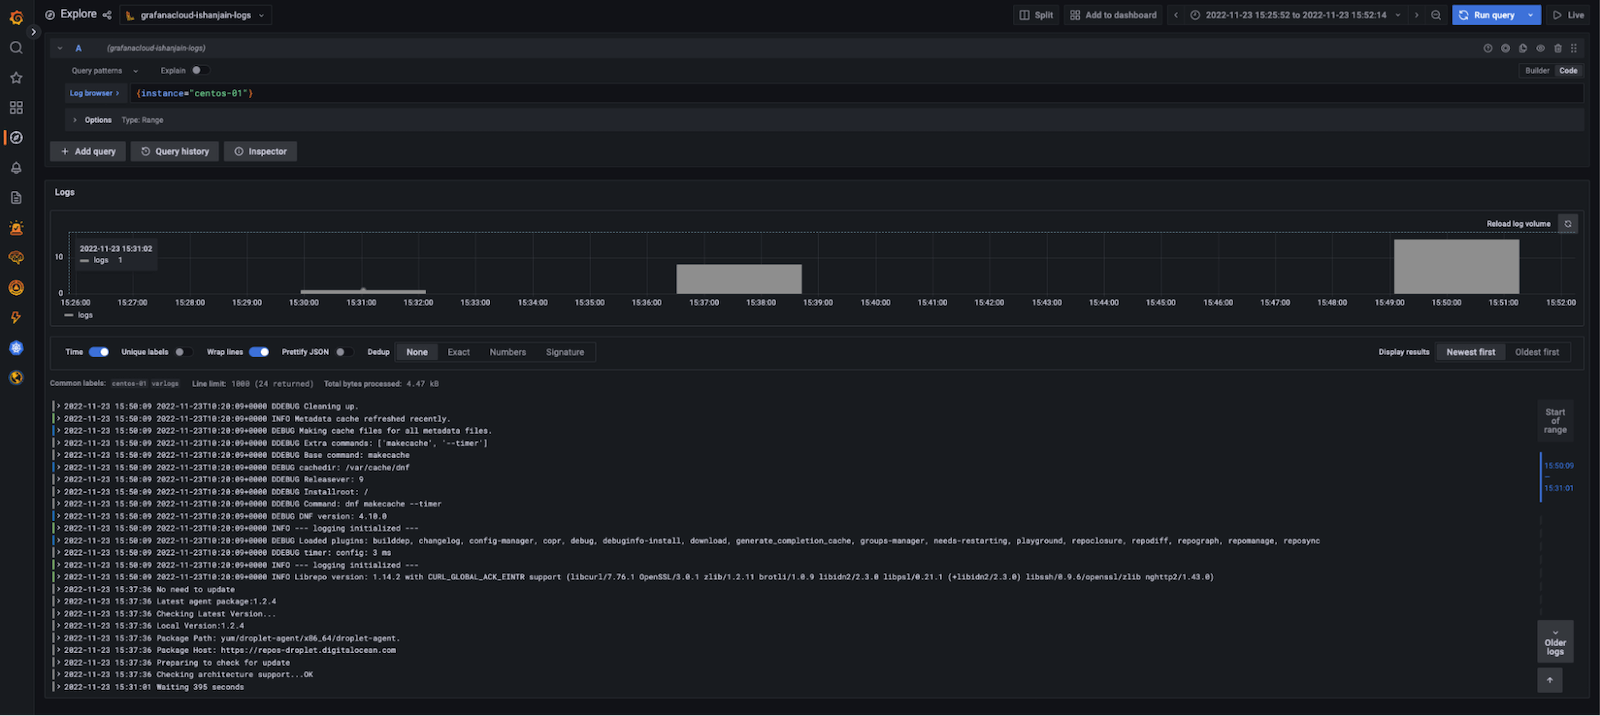 Explore grafanacloud-ishanjain-logs Split Add to dashboard 2022-11-23 15:25:52 to 2022-11-23 15:52:14 Run query Live
A (grafanacloud-ishanjain-logs)
Query patterns Explain Builder Code
Log browser > {instance="centos-01"}
> Options Type: Range
+ Add query Query history Inspector
Logs
Reload log volume
2022-11-23 15:31:02
logs 1
10
0
15:26:00 15:27:00 15:28:00 15:29:00 15:30:00 15:31:00 15:32:00 15:33:00 15:34:00 15:35:00 15:36:00 15:37:00 15:38:00 15:39:00 15:40:00 15:41:00 15:42:00 15:43:00 15:44:00 15:45:00 15:46:00 15:47:00 15:48:00 15:49:00 15:50:00 15:51:00 15:52:00
logs
Time Unique labels Wrap lines Prettify JSON Dedup None Exact Numbers Signature Display results Newest first Oldest first
Common labels: centos-01 varlogs Line limit: 1000 (24 returned) Total bytes processed: 4.47 kB
> 2022-11-23 15:50:09 2022-11-23T10:20:09+0000 DDEBUG Cleaning up.
> 2022-11-23 15:50:09 2022-11-23T10:20:09+0000 INFO Metadata cache refreshed recently.
> 2022-11-23 15:50:09 2022-11-23T10:20:09+0000 DEBUG Making cache files for all metadata files.
> 2022-11-23 15:50:09 2022-11-23T10:20:09+0000 DDEBUG Extra commands: ['makecache', '--timer']
> 2022-11-23 15:50:09 2022-11-23T10:20:09+0000 DDEBUG Base command: makecache
> 2022-11-23 15:50:09 2022-11-23T10:20:09+0000 DEBUG cachedir: /var/cache/dnf
> 2022-11-23 15:50:09 2022-11-23T10:20:09+0000 DDEBUG Releasever: 9
> 2022-11-23 15:50:09 2022-11-23T10:20:09+0000 DDEBUG Installroot: /
> 2022-11-23 15:50:09 2022-11-23T10:20:09+0000 DDEBUG Command: dnf makecache --timer
> 2022-11-23 15:50:09 2022-11-23T10:20:09+0000 DEBUG DNF version: 4.10.0
> 2022-11-23 15:50:09 2022-11-23T10:20:09+0000 INFO --- logging initialized ---
> 2022-11-23 15:50:09 2022-11-23T10:20:09+0000 DEBUG Loaded plugins: builddep, changelog, config-manager, copr, debug, debuginfo-install, download, generate_completion_cache, groups-manager, needs-restarting, playground, repoclosure, repodiff, repograph, repomanage, reposync
> 2022-11-23 15:50:09 2022-11-23T10:20:09+0000 DDEBUG timer: config: 3 ms
> 2022-11-23 15:50:09 2022-11-23T10:20:09+0000 INFO --- logging initialized ---
> 2022-11-23 15:50:09 2022-11-23T10:20:09+0000 INFO Librepo version: 1.14.2 with CURL_GLOBAL_ACK_EINTR support (libcurl/7.76.1 OpenSSL/3.0.1 zlib/1.2.11 brotli/1.0.9 libidn2/2.3.0 libpsl/0.21.1 (+libidn2/2.3.0) libssh/0.9.6/openssl/zlib nghttp2/1.43.0)
> 2022-11-23 15:37:36 No need to update
> 2022-11-23 15:37:36 Latest agent package:1.2.4
> 2022-11-23 15:37:36 Checking Latest Version...
> 2022-11-23 15:37:36 Local Version:1.2.4
> 2022-11-23 15:37:36 Package Path: yum/droplet-agent/x86_64/droplet-agent.
> 2022-11-23 15:37:36 Package Host: https://repos-droplet.digitalocean.com
> 2022-11-23 15:37:36 Preparing to check for update
> 2022-11-23 15:37:36 Checking architecture support...OK
> 2022-11-23 15:31:01 Waiting 395 seconds
Start
of
range
15:50:09
—
15:31:01
Older
logs